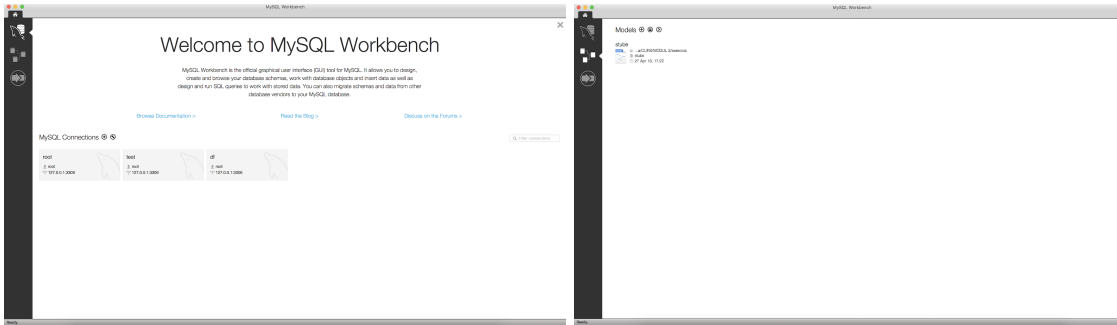 MySQL Workbench
Welcome to MySQL Workbench
MySQL Workbench is the official graphical user interface (GUI) tool for MySQL. It allows you to design,
create and browse your database schemas, work with database objects and insert data as well as
design and run SQL queries to work with stored data. You can also migrate schemas and data from other
database vendors to your MySQL database.
Browse Documentation >
Read the Blog >
Discuss on the Forums >
MySQL Connections
Filter connections
root
root
127.0.0.1:3306
test
root
127.0.0.1:3306
df
root
127.0.0.1:3306
Ready.
MySQL Workbench
Models
stube
stube
27 Apr 18, 17:22
Ready.